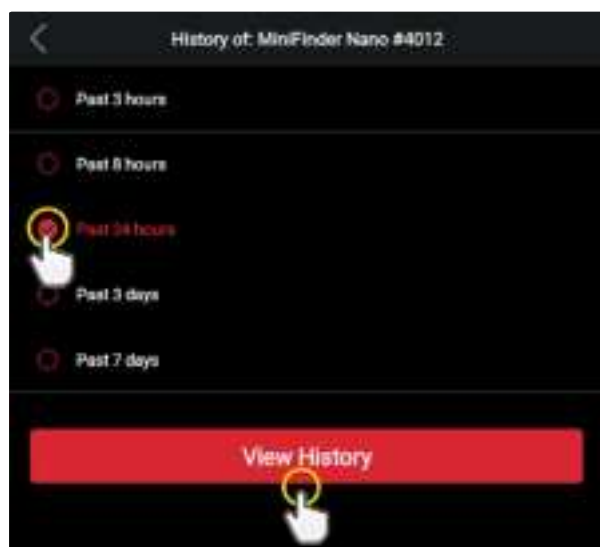 History of: MiniFinder Nano #4012
Past 3 hours
Past 8 hours
Past 24 hours
Past 3 days
Past 7 days
View History